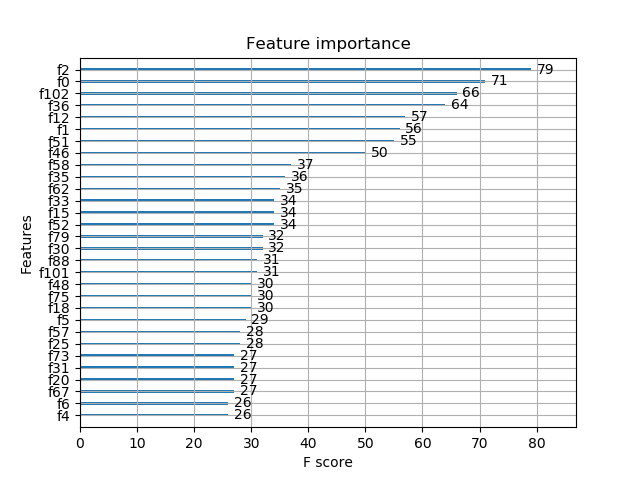 Feature importance
f2 79
f0 71
f102 66
f36 64
f12 57
f1 56
f51 55
f46 50
f58 37
f35 36
f62 35
f33 34
f15 34
f52 34
f79 32
f30 32
f88 31
f101 31
f48 30
f75 30
f18 30
f5 29
f57 28
f25 28
f73 27
f31 27
f20 27
f67 27
f6 26
f4 26
Features
0 10 20 30 40 50 60 70 80
F score